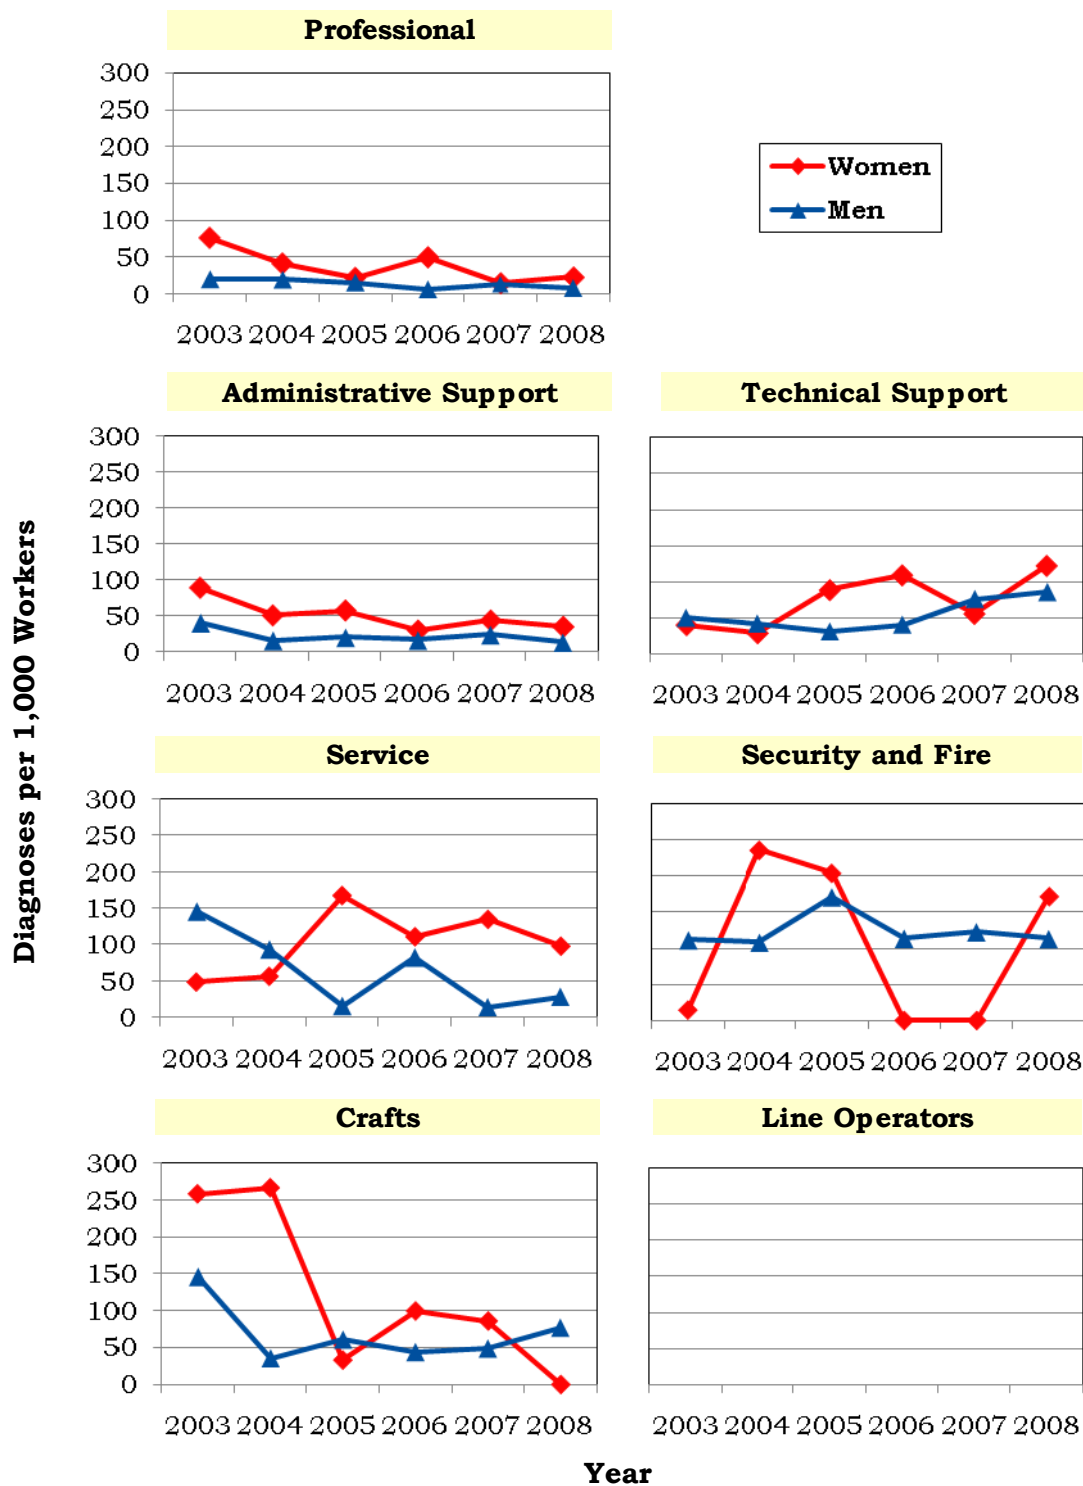 Professional
300
250
200
150
100
50
0
2003 2004 2005 2006 2007 2008
Women
Men
Administrative Support
300
250
200
150
100
50
0
2003 2004 2005 2006 2007 2008
Technical Support
2003 2004 2005 2006 2007 2008
Diagnoses per 1,000 Workers
Service
300
250
200
150
100
50
0
2003 2004 2005 2006 2007 2008
Security and Fire
2003 2004 2005 2006 2007 2008
Crafts
300
250
200
150
100
50
0
2003 2004 2005 2006 2007 2008
Line Operators
2003 2004 2005 2006 2007 2008
Year